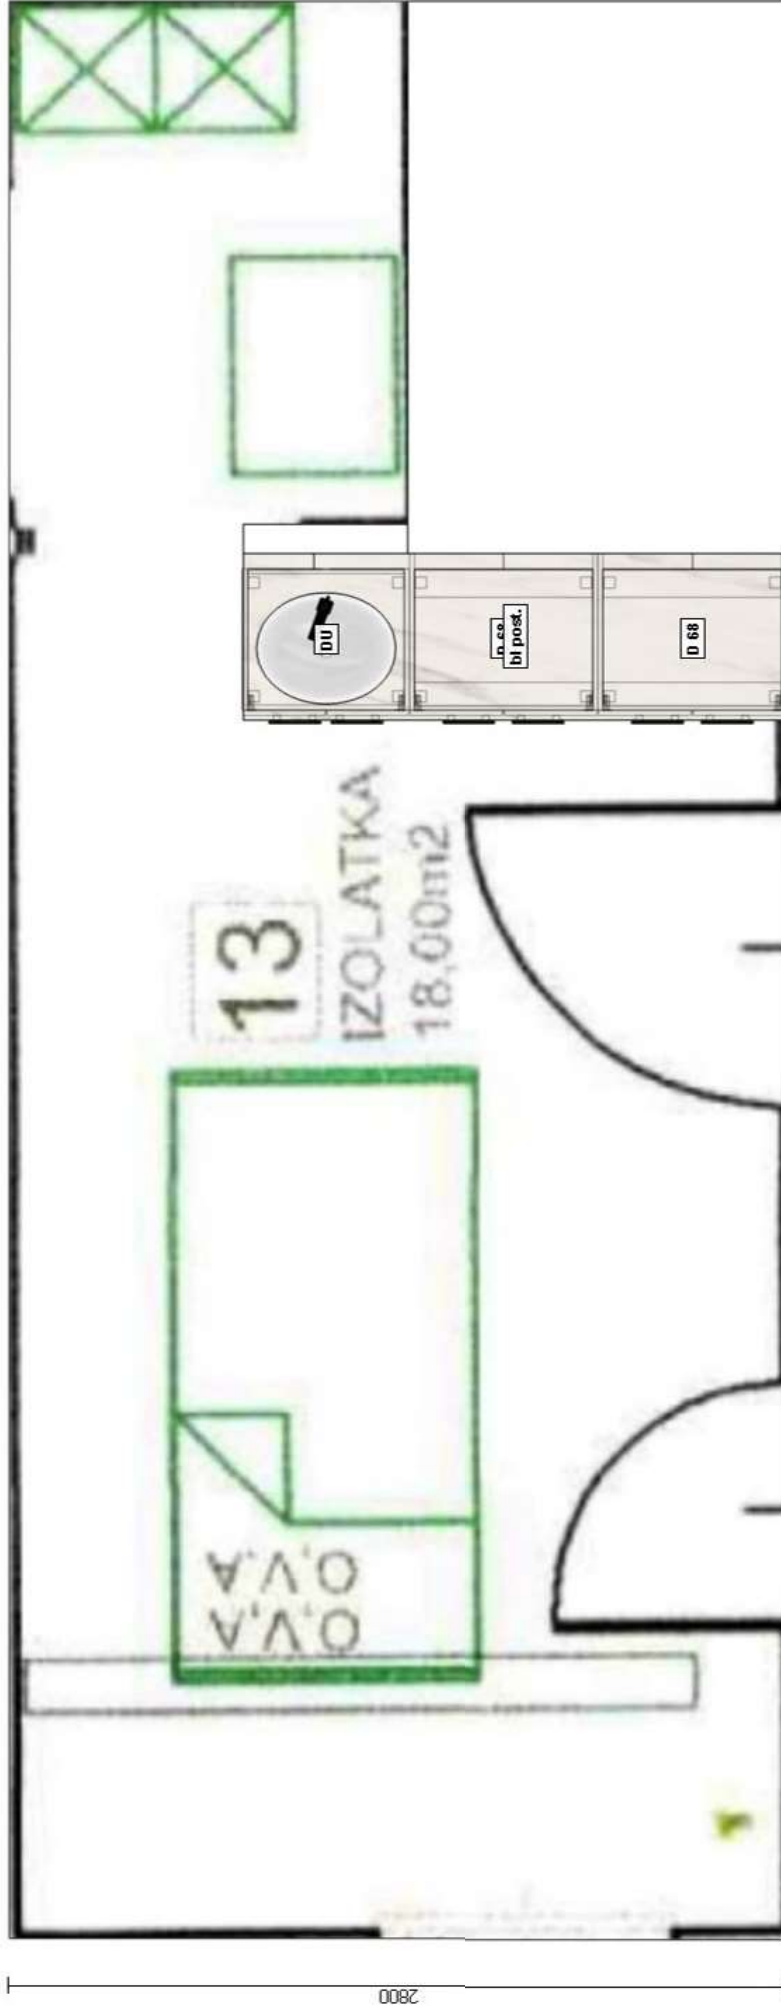 DU
bl post.
D 68
13
IZOLATKA
18,00m2
O,V,A
O,V,A
2800